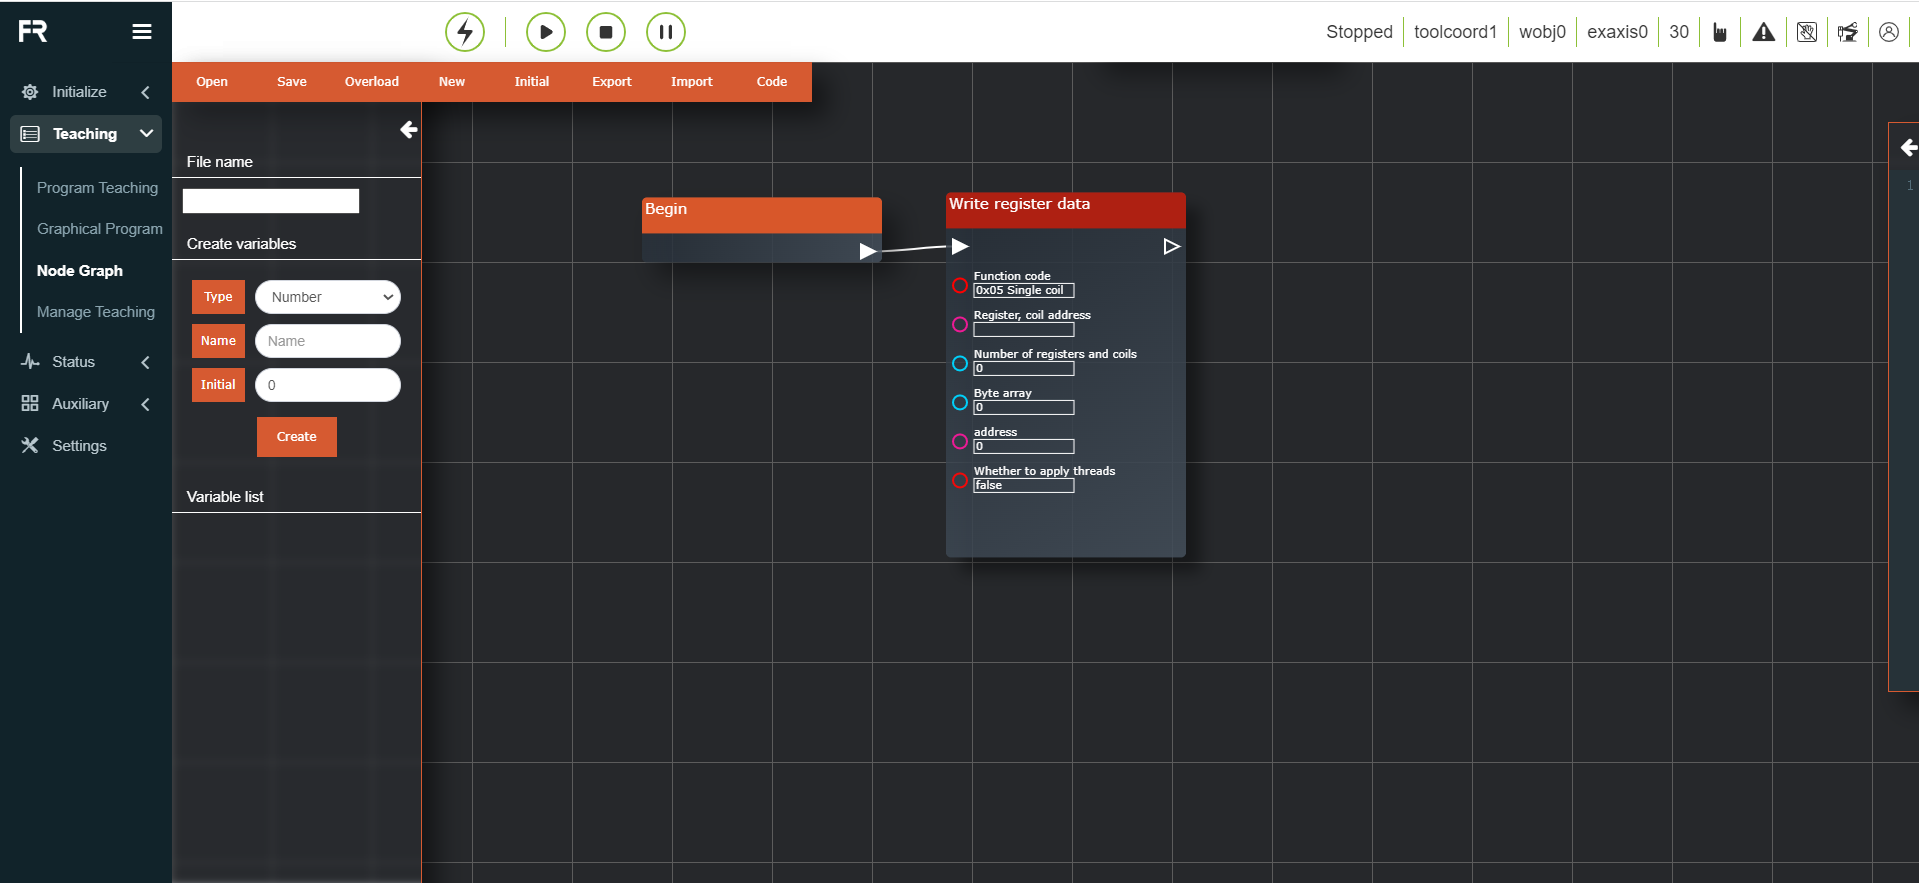 FR
Stopped
toolcoord1
wobj0
exaxis0
30
Open
Save
Overload
New
Initial
Export
Import
Code
Initialize
Teaching
Program Teaching
Graphical Program
Node Graph
Manage Teaching
Status
Auxiliary
Settings
File name
Create variables
Type
Number
Name
Name
Initial
0
Create
Variable list
Begin
Write register data
Function code
0x05 Single coil
Register, coil address
Number of registers and coils
0
Byte array
0
address
0
Whether to apply threads
false
1